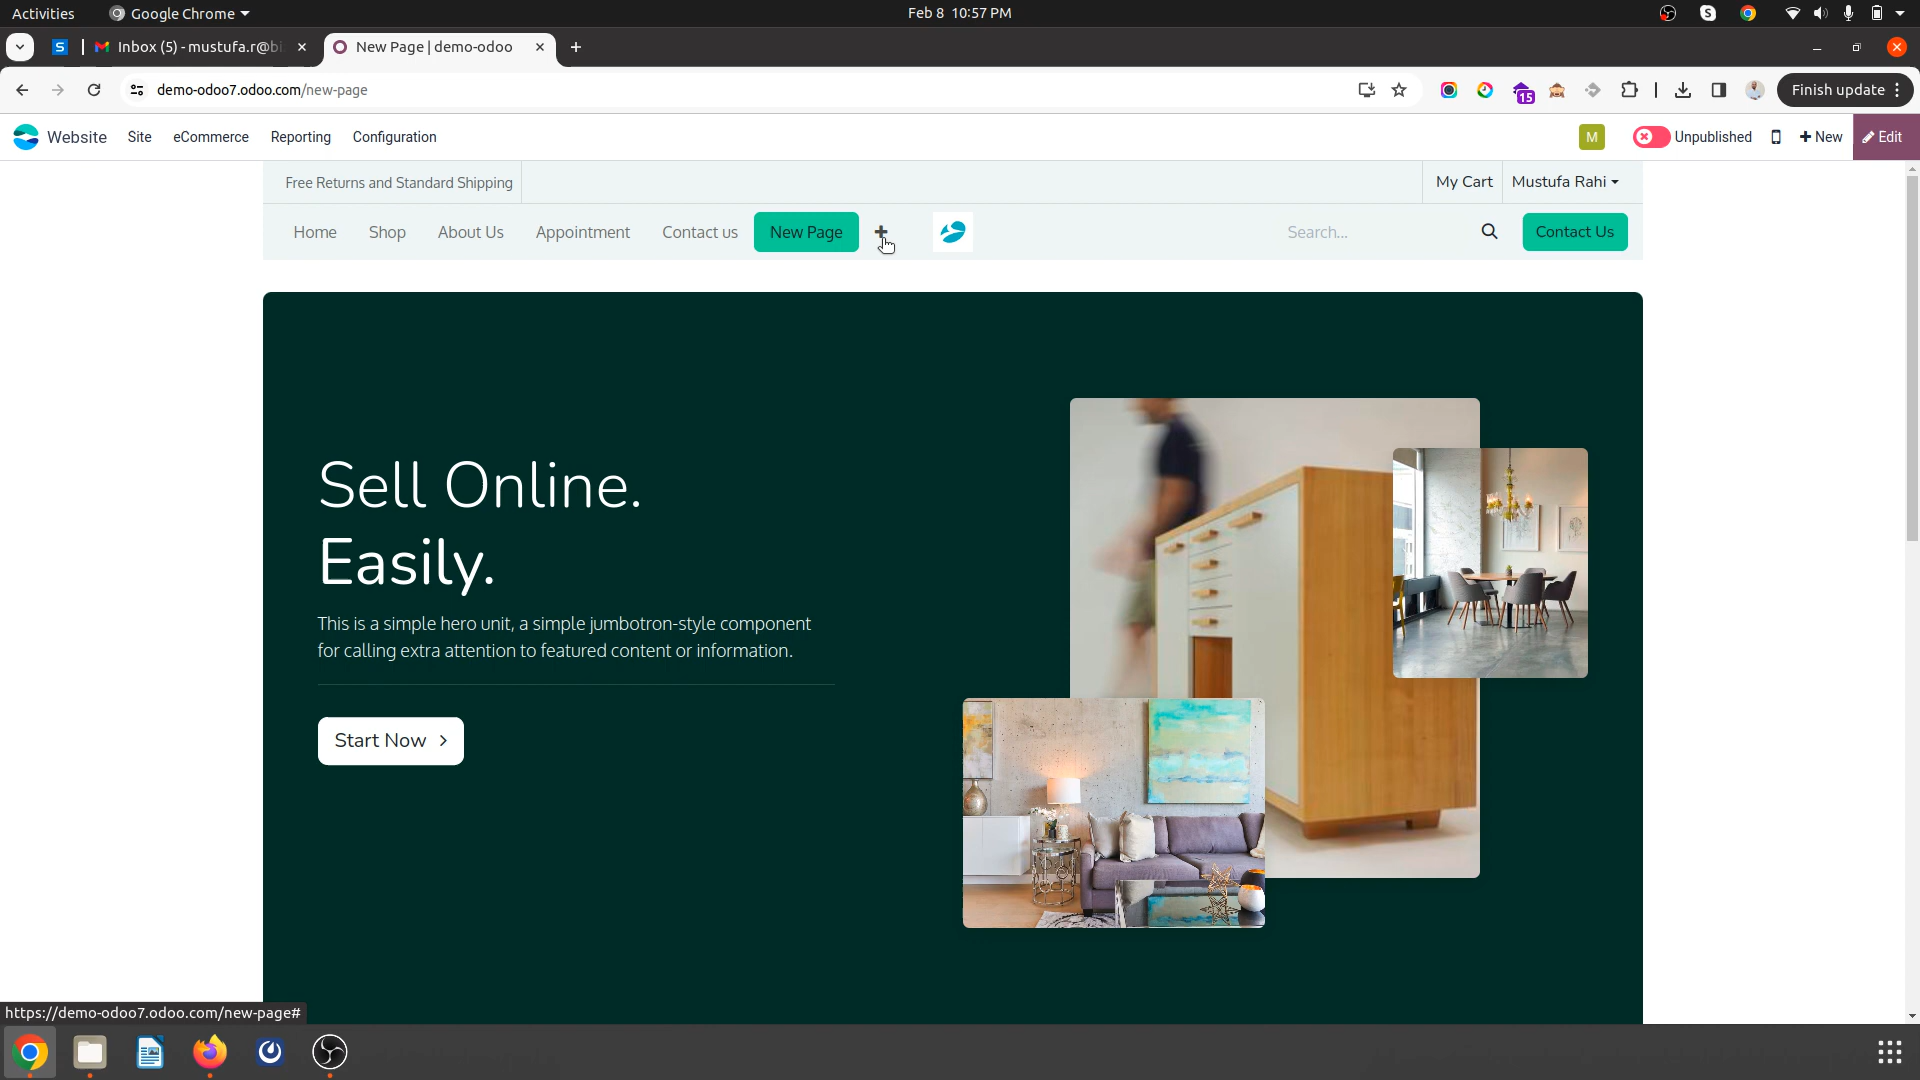 Activities Google Chrome Feb 8 10:57 PM
S Inbox (5) - mustufa.r@bi New Page | demo-odoo
demo-odoo7.odoo.com/new-page 15 Finish update
Website Site eCommerce Reporting Configuration M Unpublished New Edit
Free Returns and Standard Shipping My Cart Mustufa Rahi
Home Shop About Us Appointment Contact us New Page Search... Contact Us
Sell Online.
Easily.
This is a simple hero unit, a simple jumbotron-style component
for calling extra attention to featured content or information.
Start Now
https://demo-odoo7.odoo.com/new-page#